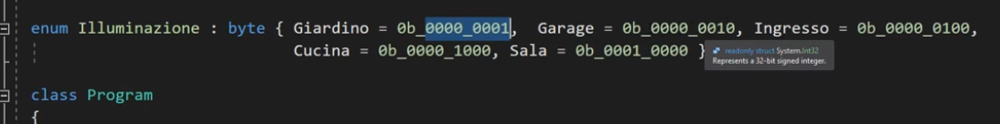 enum Illuminazione : byte { Giardino = 0b_0000_0001, Garage = 0b_0000_0010, Ingresso = 0b_0000_0100,
Cucina = 0b_0000_1000, Sala = 0b_0001_0000 }
readonly struct System.Int32
Represents a 32-bit signed integer.
class Program
{